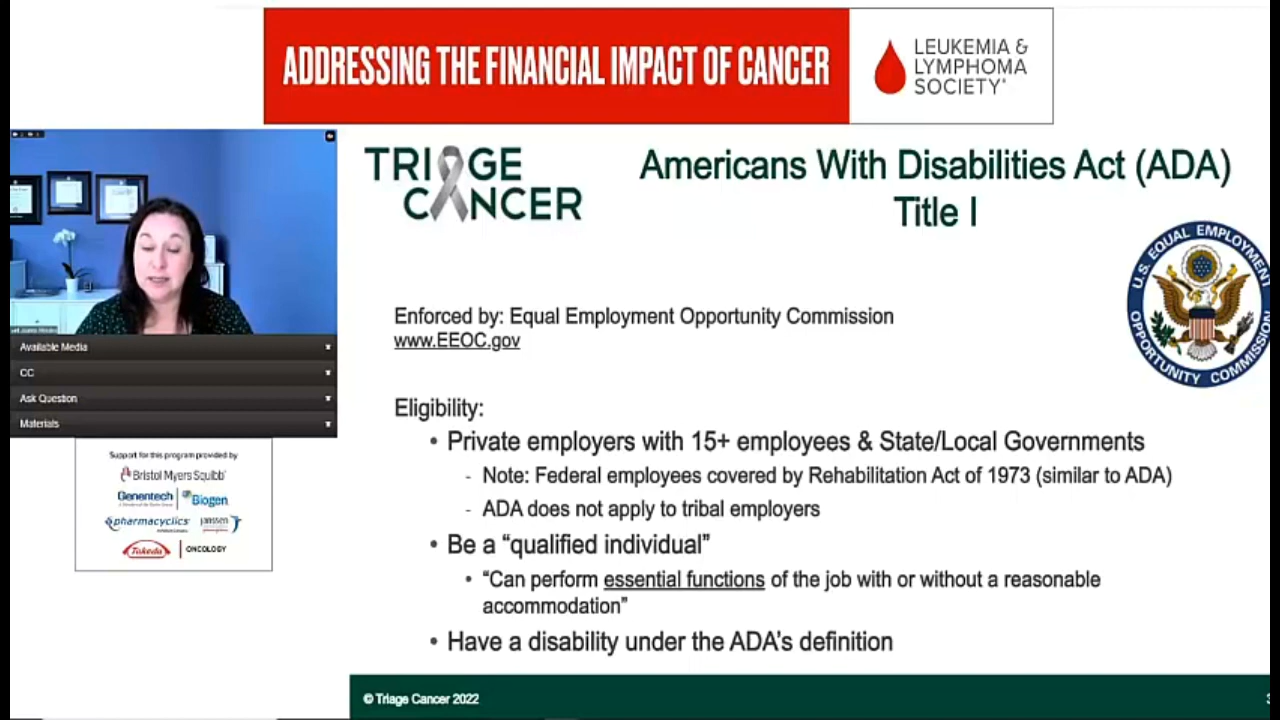 ADDRESSING THE FINANCIAL IMPACT OF CANCER
LEUKEMIA &
LYMPHOMA
SOCIETY®
TRIAGE
CANCER
Americans With Disabilities Act (ADA)
Title I
U.S. EQUAL EMPLOYMENT
OPPORTUNITY COMMISSION
Enforced by: Equal Employment Opportunity Commission
www.EEOC.gov
Available Media
CC
Ask Question
Materials
Eligibility:
• Private employers with 15+ employees & State/Local Governments
- Note: Federal employees covered by Rehabilitation Act of 1973 (similar to ADA)
- ADA does not apply to tribal employers
• Be a “qualified individual”
• “Can perform essential functions of the job with or without a reasonable
accommodation”
• Have a disability under the ADA’s definition
Support for this program provided by
Bristol Myers Squibb
Genentech
Biogen
pharmacyclics
janssen
Takeda
ONCOLOGY
© Triage Cancer 2022